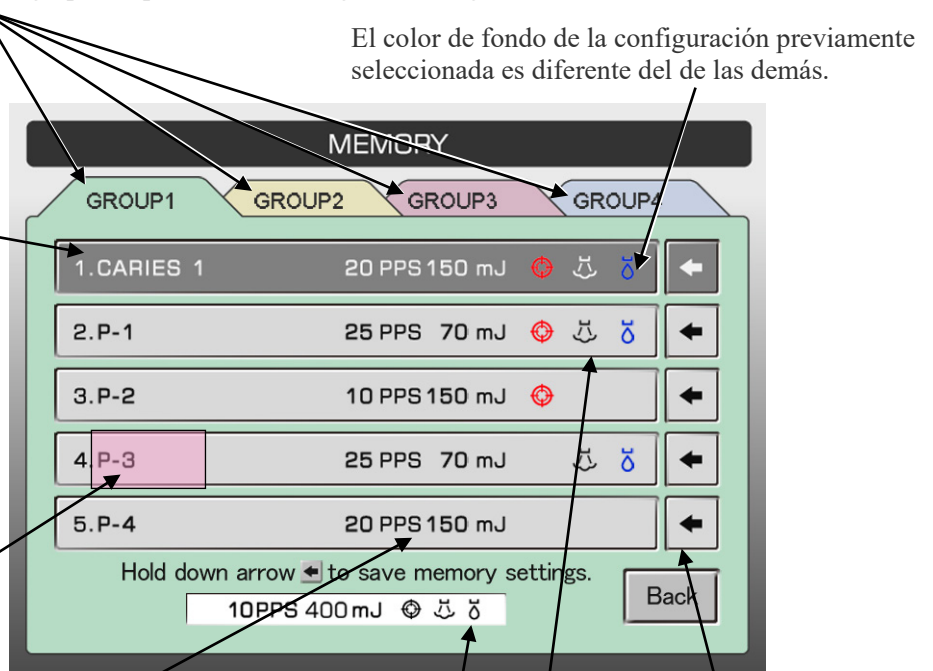 El color de fondo de la configuración previamente
seleccionada es diferente del de las demás.
MEMORY
GROUP1 GROUP2 GROUP3 GROUP4
1.CARIES 1 20 PPS 150 mJ
2.P-1 25 PPS 70 mJ
3.P-2 10 PPS 150 mJ
4.P-3 25 PPS 70 mJ
5.P-4 20 PPS 150 mJ
Hold down arrow to save memory settings.
10PPS 400 mJ
Back